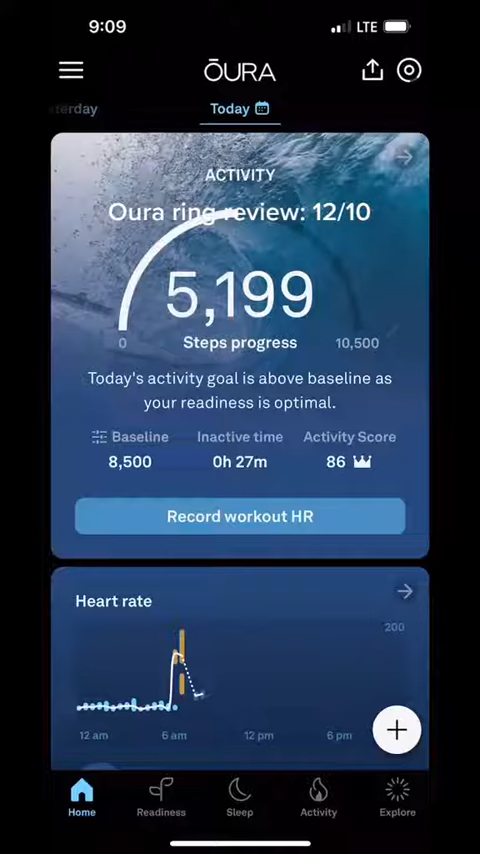 9:09
LTE
ŌURA
Today
ACTIVITY
Oura ring review: 12/10
5,199
0 Steps progress 10,500
Today's activity goal is above baseline as
your readiness is optimal.
Baseline Inactive time Activity Score
8,500 0h 27m 86
Record workout HR
Heart rate
200
12 am 6 am 12 pm 6 pm
Home Readiness Sleep Activity Explore